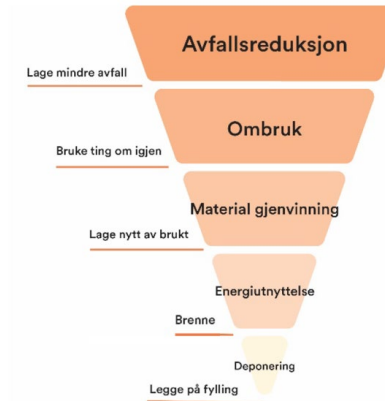 Avfallsreduksjon
Lage mindre avfall
Ombruk
Bruke ting om igjen
Material gjenvinning
Lage nytt av brukt
Energiutnyttelse
Brenne
Deponering
Legge på fylling